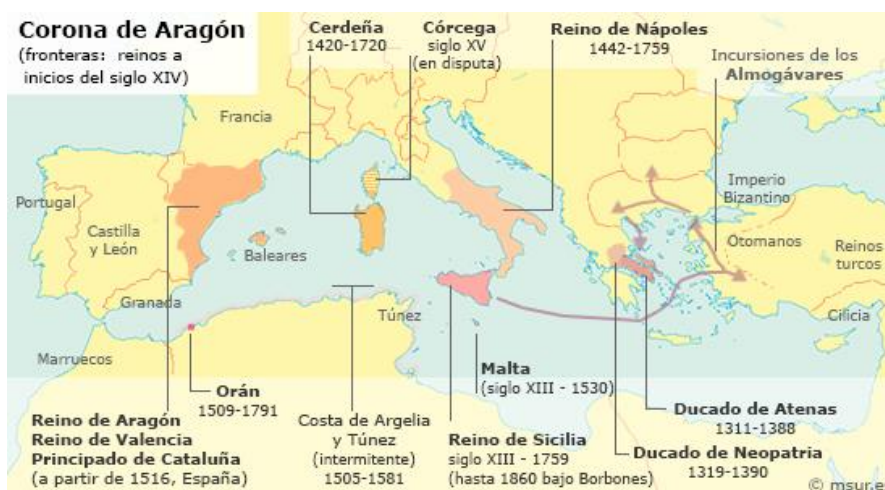 Corona de Aragón
(fronteras: reinos a
inicios del siglo XIV)
Cerdeña
1420-1720
Córcega
siglo XV
(en disputa)
Reino de Nápoles
1442-1759
Incursiones de los
Almogávares
Francia
Portugal
Castilla
y León
Baleares
Granada
Marruecos
Túnez
Imperio
Bizantino
Otomanos
Reinos
turcos
Cilicia
Orán
1509-1791
Reino de Aragón
Reino de Valencia
Principado de Cataluña
(a partir de 1516, España)
Costa de Argelia
y Túnez
(intermitente)
1505-1581
Malta
(siglo XIII - 1530)
Reino de Sicilia
siglo XIII - 1759
(hasta 1860 bajo Borbones)
Ducado de Atenas
1311-1388
Ducado de Neopatria
1319-1390
© msur.e